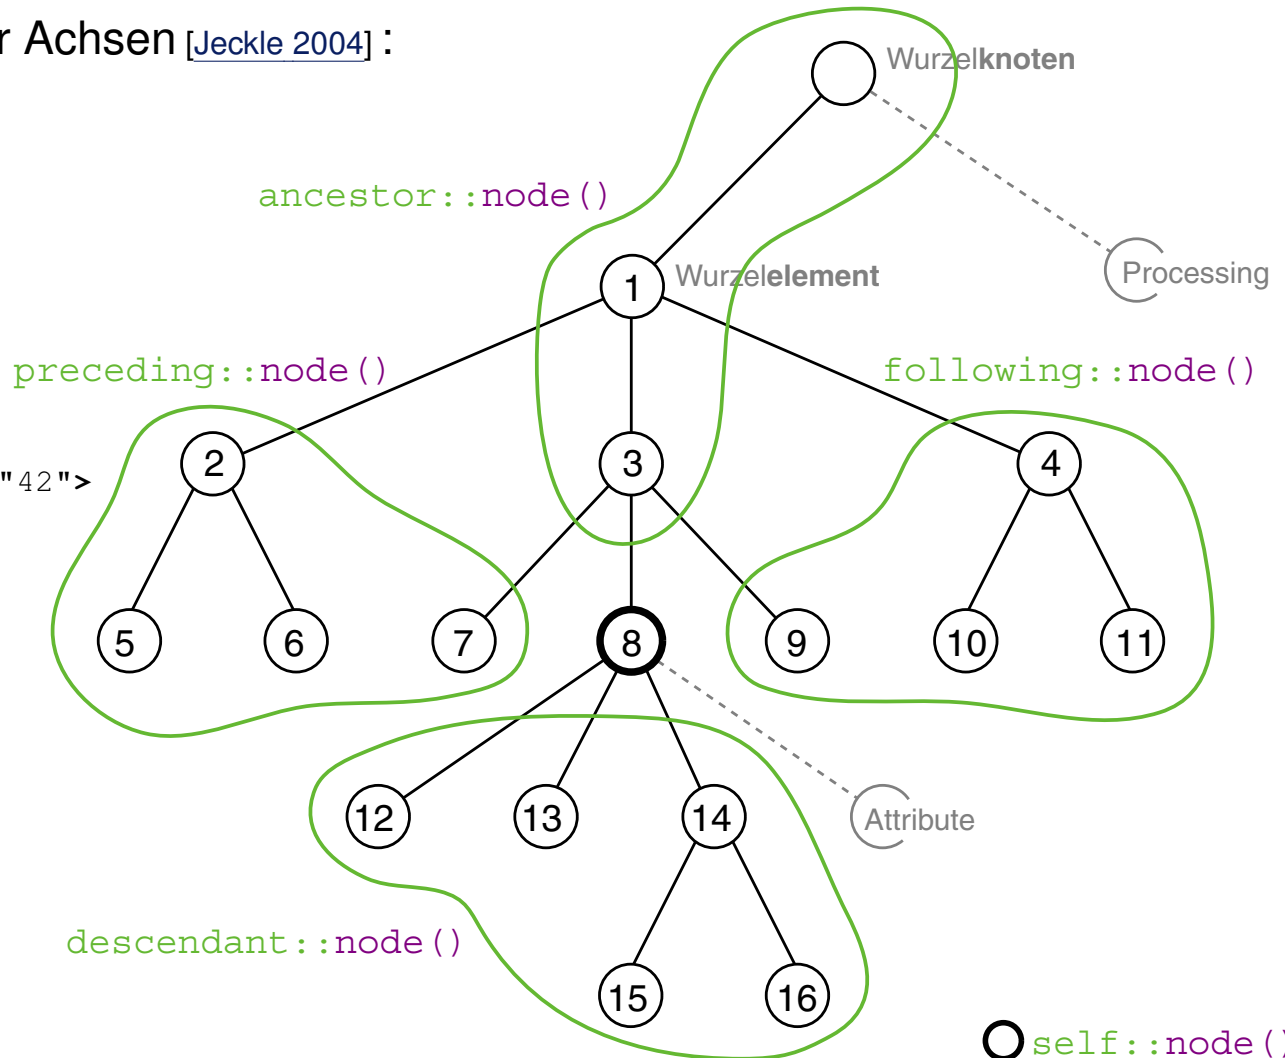 r Achsen [Jeckle 2004] :
Wurzelknoten
ancestor::node()
Processing
1
Wurzelelement
preceding::node()
following::node()
2
3
4
"42">
5
6
7
8
9
10
11
12
13
14
Attribute
descendant::node()
15
16
self::node()